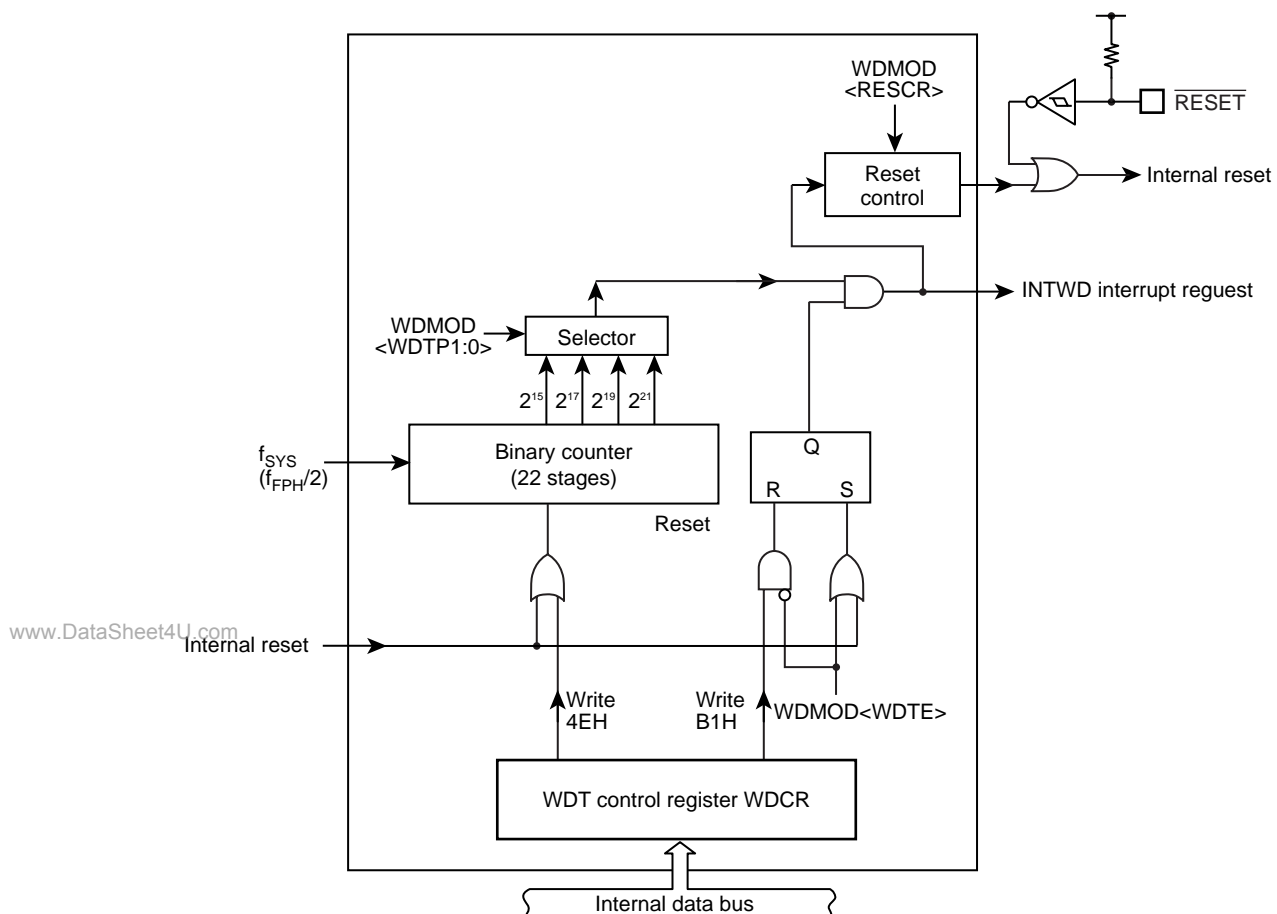 WDMOD
<RESCR>
RESET
Reset
control
Internal reset
INTWD interrupt reguest
WDMOD
<WDTP1:0>
Selector
2¹⁵ 2¹⁷ 2¹⁹ 2²¹
fSYS
(fFPH/2)
Binary counter
(22 stages)
Reset
Q
R S
www.DataSheet4U.com
Internal reset
Write
4EH
Write
B1H
WDMOD<WDTE>
WDT control register WDCR
Internal data bus